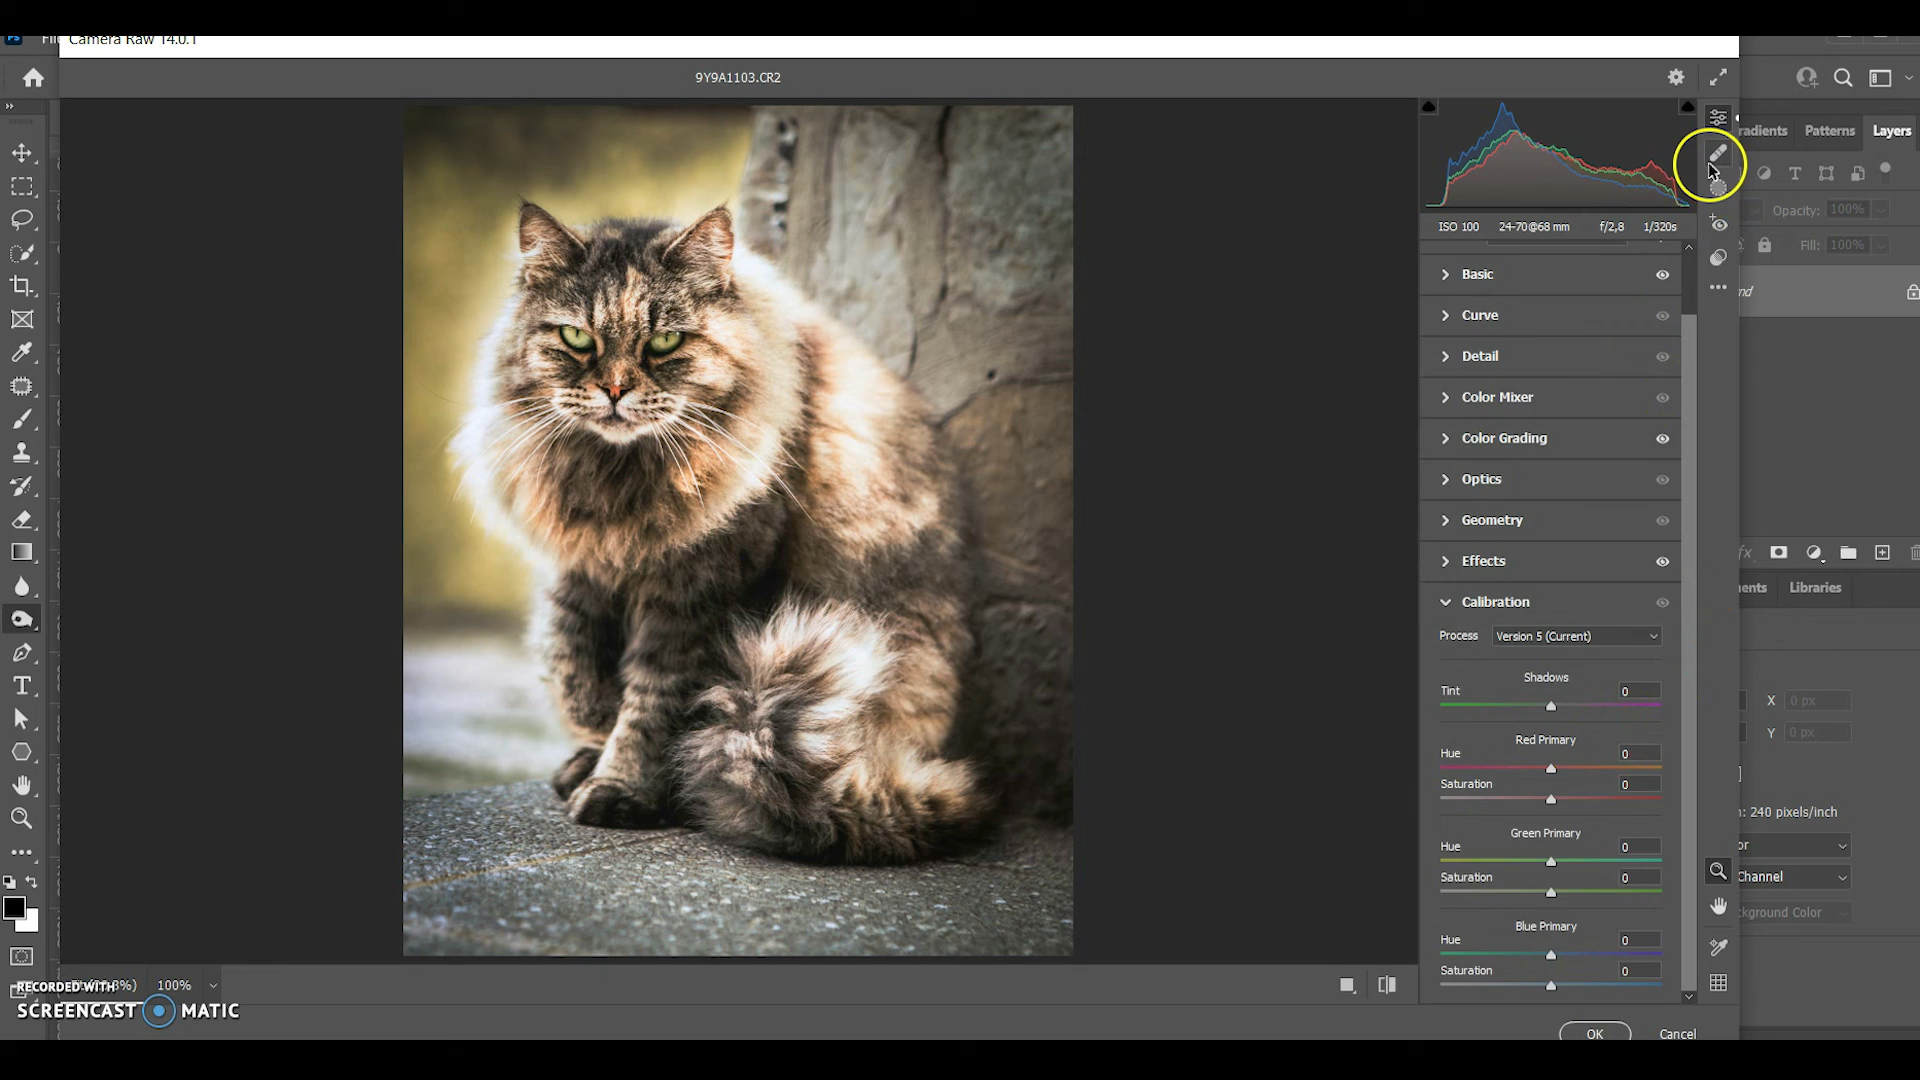 Ps
Camera Raw 14.0.1
9Y9A1103.CR2
Patterns
Layers
ISO 100 24-70@68 mm f/2,8 1/320s
Opacity: 100%
Fill: 100%
Basic
Curve
Detail
Color Mixer
Color Grading
Optics
Geometry
Effects
Calibration
Process Version 5 (Current)
Shadows
Tint 0
Red Primary
Hue 0
Saturation 0
Green Primary
Hue 0
Saturation 0
Blue Primary
Hue 0
Saturation 0
fx
Libraries
X 0 px
Y 0 px
240 pixels/inch
Channel
Color
100%
RECORDED WITH
SCREENCAST MATIC
OK Cancel